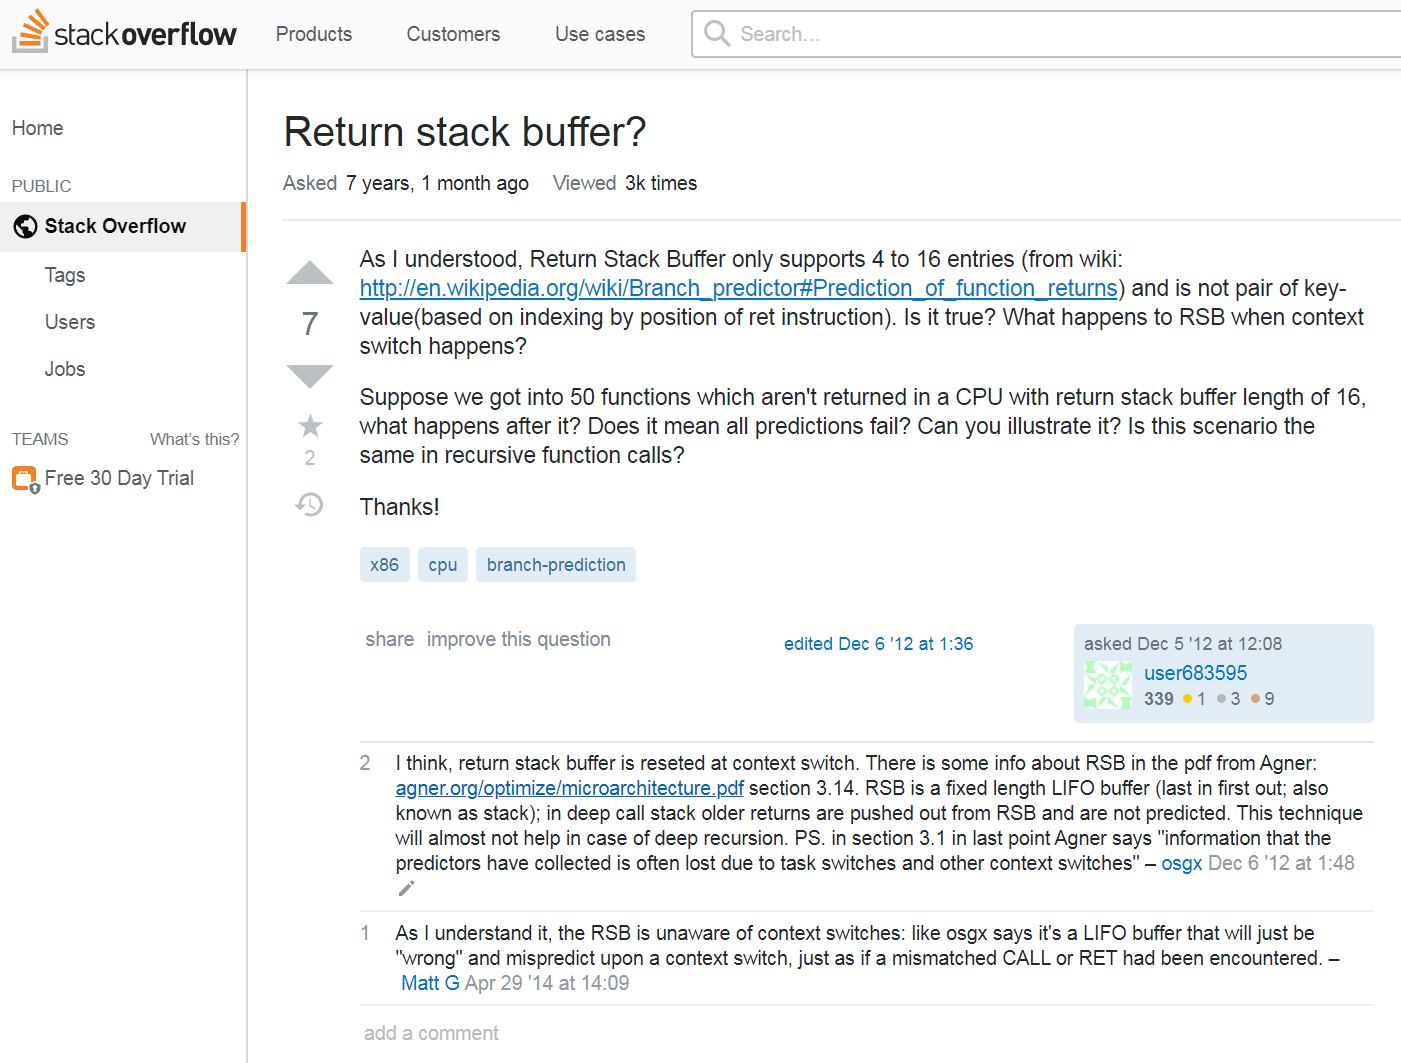 stackoverflow
Products
Customers
Use cases
Search...
Home
PUBLIC
Stack Overflow
Tags
Users
Jobs
TEAMS
What's this?
Free 30 Day Trial
Return stack buffer?
Asked 7 years, 1 month ago Viewed 3k times
7
2
As I understood, Return Stack Buffer only supports 4 to 16 entries (from wiki:
http://en.wikipedia.org/wiki/Branch_predictor#Prediction_of_function_returns) and is not pair of key-
value(based on indexing by position of ret instruction). Is it true? What happens to RSB when context
switch happens?
Suppose we got into 50 functions which aren't returned in a CPU with return stack buffer length of 16,
what happens after it? Does it mean all predictions fail? Can you illustrate it? Is this scenario the
same in recursive function calls?
Thanks!
x86 cpu branch-prediction
share improve this question
edited Dec 6 '12 at 1:36
asked Dec 5 '12 at 12:08
user683595
339 1 3 9
2 I think, return stack buffer is reseted at context switch. There is some info about RSB in the pdf from Agner:
agner.org/optimize/microarchitecture.pdf section 3.14. RSB is a fixed length LIFO buffer (last in first out; also
known as stack); in deep call stack older returns are pushed out from RSB and are not predicted. This technique
will almost not help in case of deep recursion. PS. in section 3.1 in last point Agner says "information that the
predictors have collected is often lost due to task switches and other context switches" – osgx Dec 6 '12 at 1:48
1 As I understand it, the RSB is unaware of context switches: like osgx says it's a LIFO buffer that will just be
"wrong" and mispredict upon a context switch, just as if a mismatched CALL or RET had been encountered. –
Matt G Apr 29 '14 at 14:09
add a comment